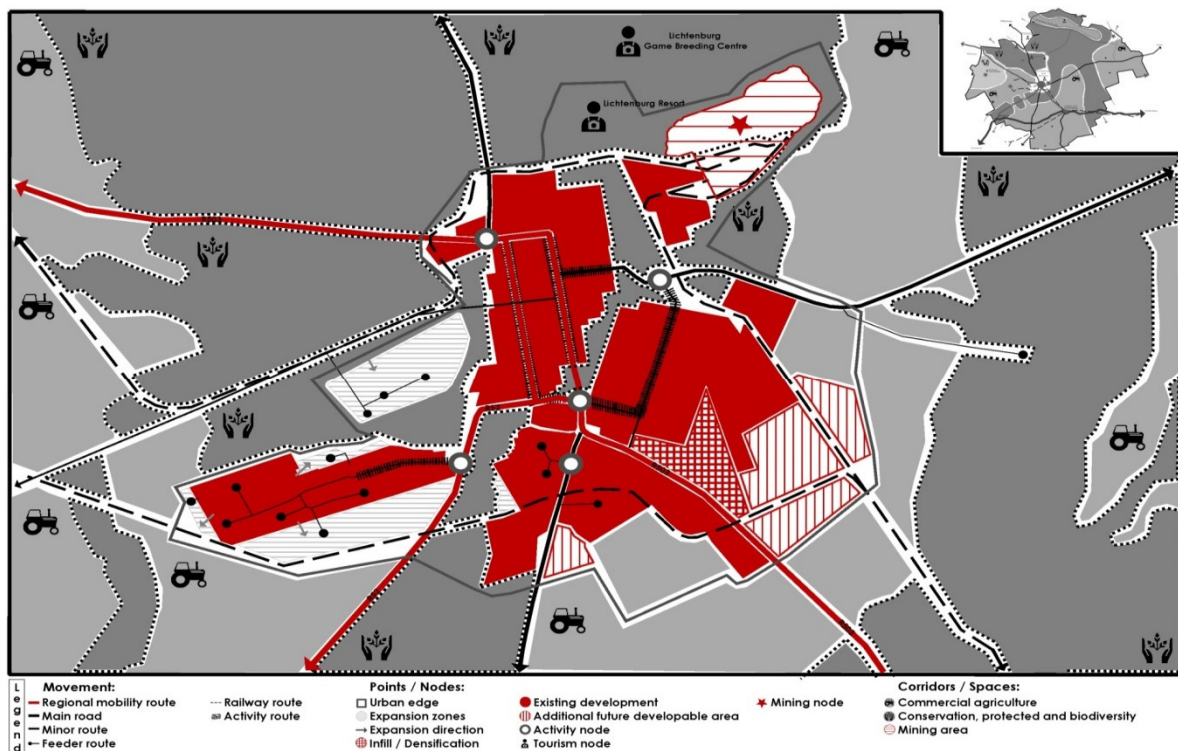 Lichtenburg
Game Breeding Centre
Lichtenburg Resort
Legend
Movement:
Regional mobility route
Main road
Minor route
Feeder route
Railway route
Activity route
Points / Nodes:
Urban edge
Expansion zones
Expansion direction
Infill / Densification
Existing development
Additional future developable area
Activity node
Tourism node
Mining node
Corridors / Spaces:
Commercial agriculture
Conservation, protected and biodiversity
Mining area